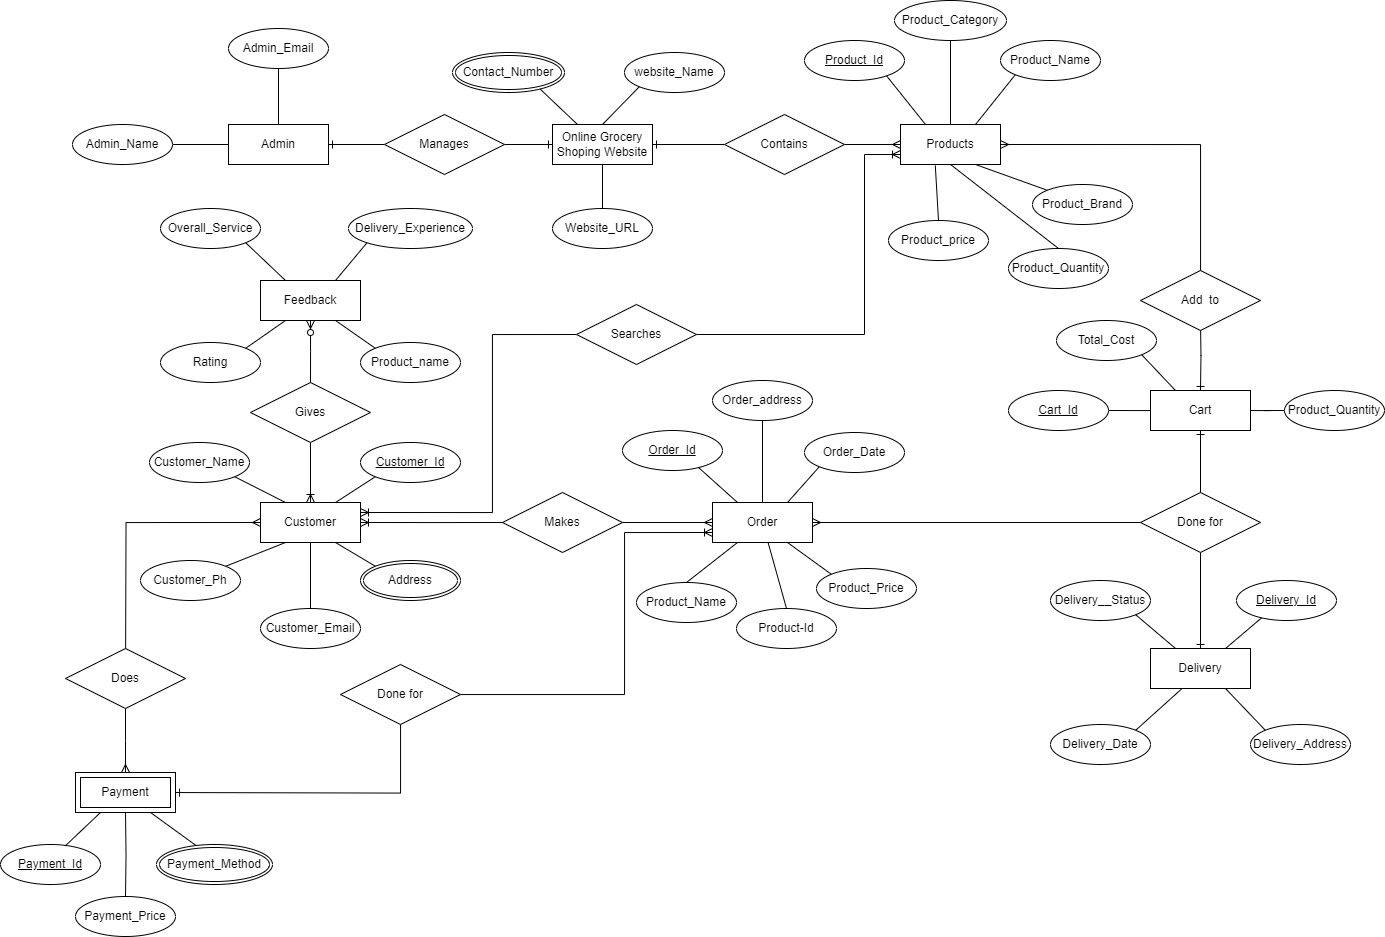 Product_Category
Admin_Email
Product_Id
Product_Name
Contact_Number
website_Name
Admin_Name
Admin
Manages
Online Grocery
Shoping Website
Contains
Products
Product_Brand
Overall_Service
Delivery_Experience
Website_URL
Product_price
Product_Quantity
Feedback
Add  to
Searches
Total_Cost
Rating
Product_name
Order_address
Gives
Cart_Id
Cart
Product_Quantity
Order_Id
Order_Date
Customer_Name
Customer_Id
Customer
Makes
Order
Done for
Customer_Ph
Address
Product_Price
Product_Name
Delivery__Status
Delivery_Id
Customer_Email
Product-Id
Does
Delivery
Done for
Delivery_Date
Delivery_Address
Payment
Payment_Id
Payment_Method
Payment_Price